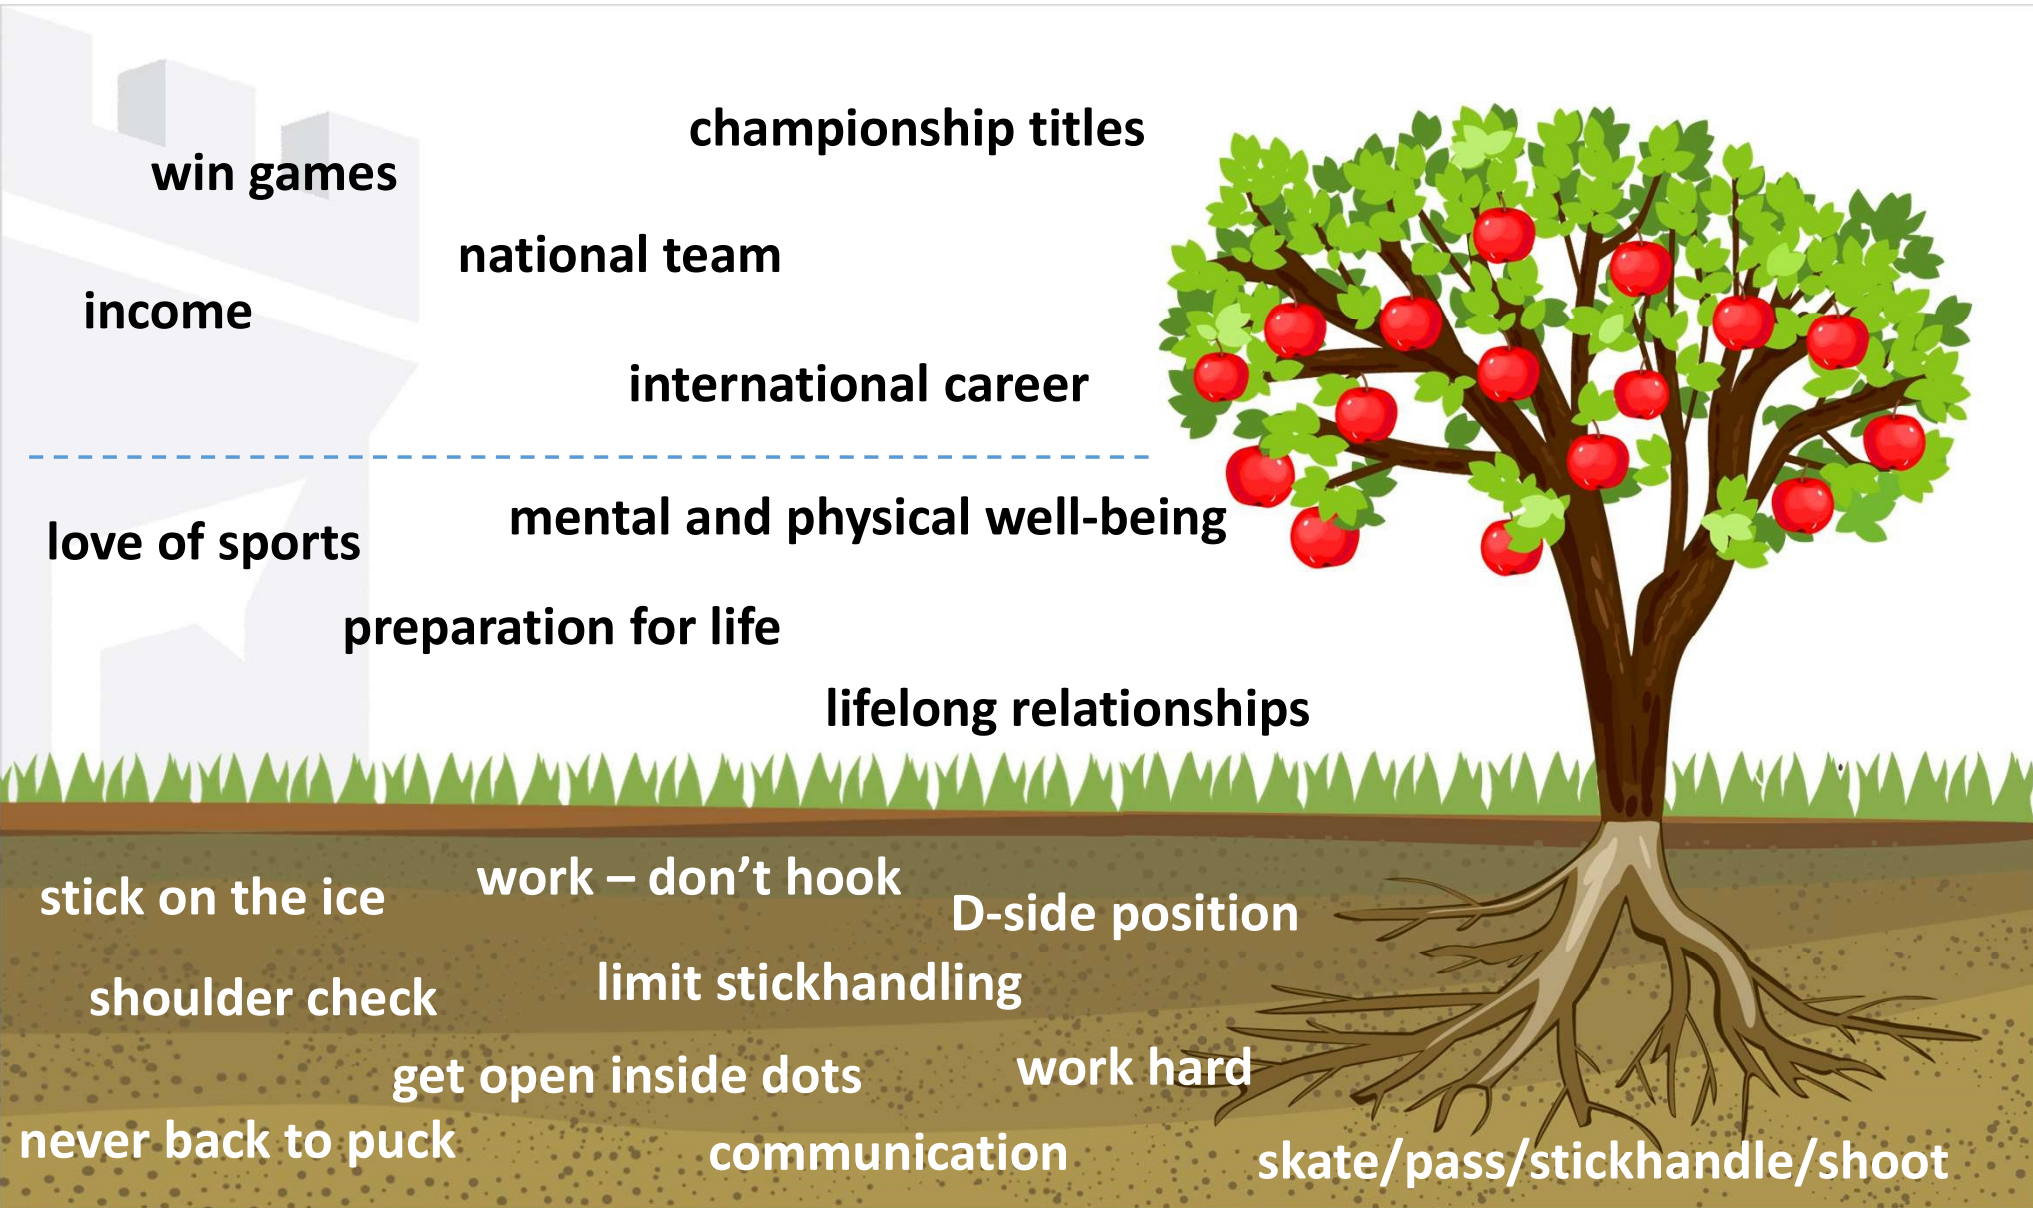 championship titles
win games
national team
income
international career
mental and physical well-being
love of sports
preparation for life
lifelong relationships
work – don’t hook
stick on the ice
D-side position
limit stickhandling
shoulder check
work hard
get open inside dots
never back to puck
communication
skate/pass/stickhandle/shoot